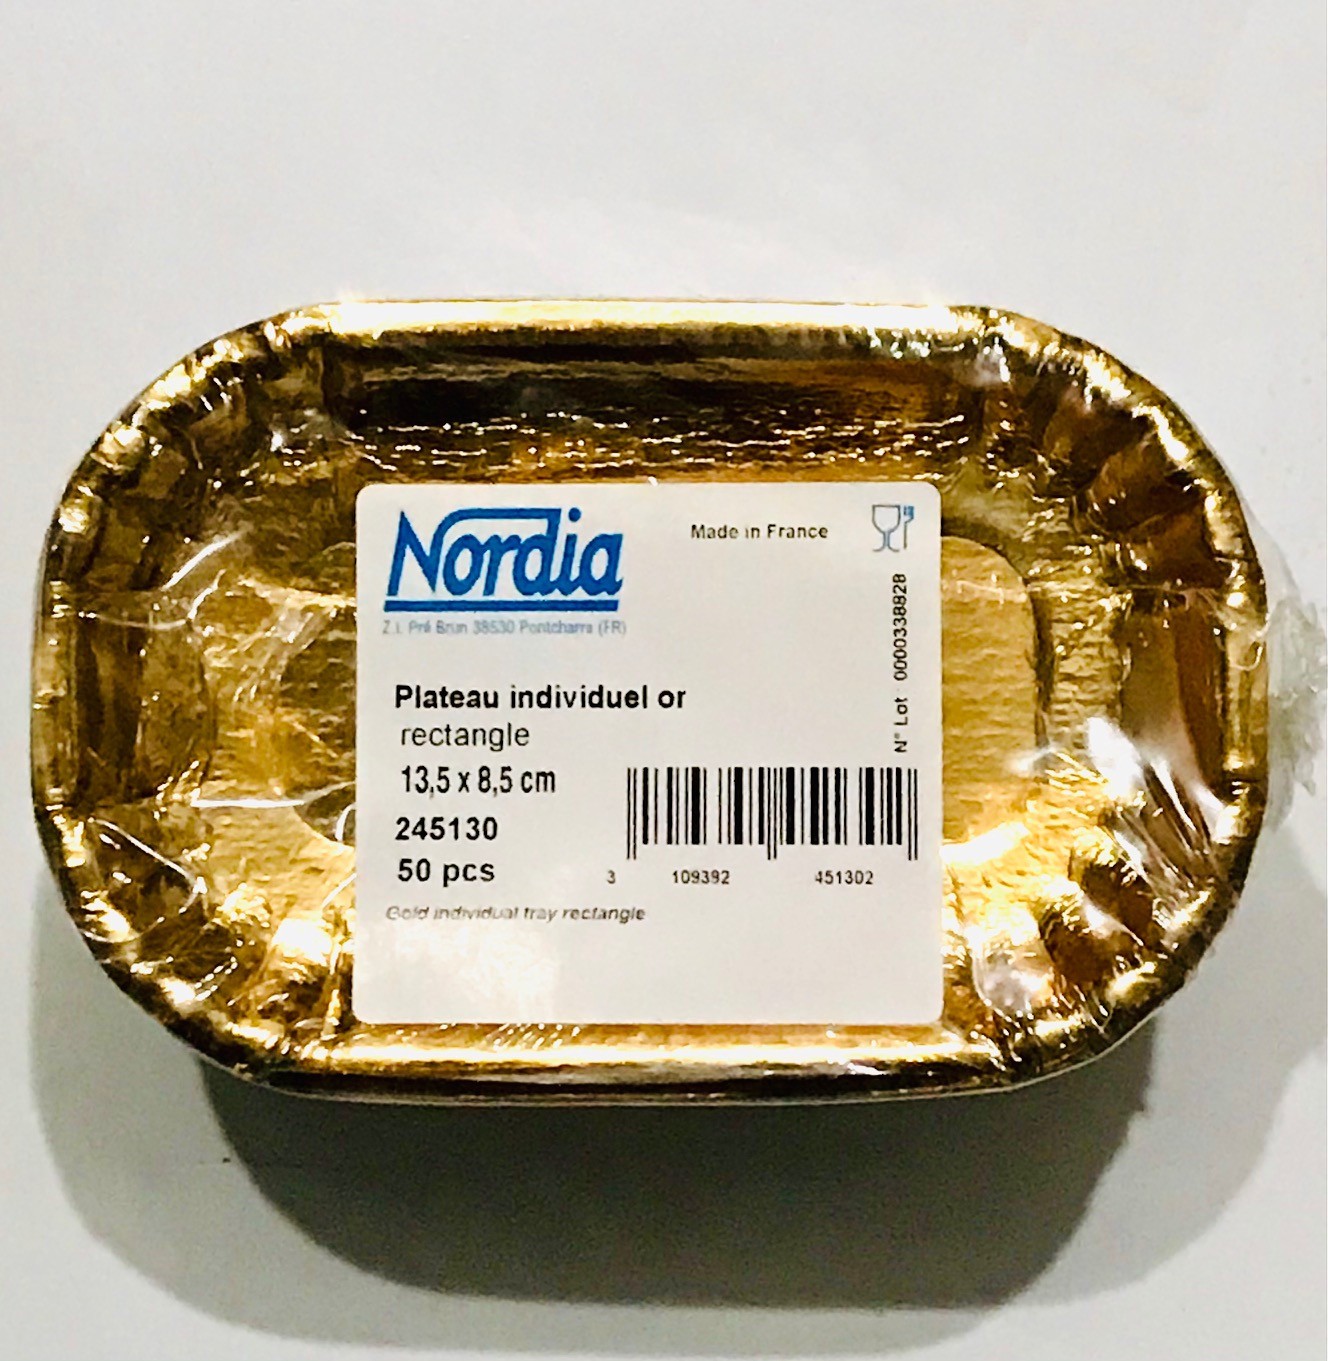 Nordia
Made in France
Z.I. Pré Brun 38530 Pontcharra (FR)
N° Lot : 0000338828
Plateau individuel or
rectangle
13,5 x 8,5 cm
245130
50 pcs
3 109392 451302
Gold individual tray rectangle